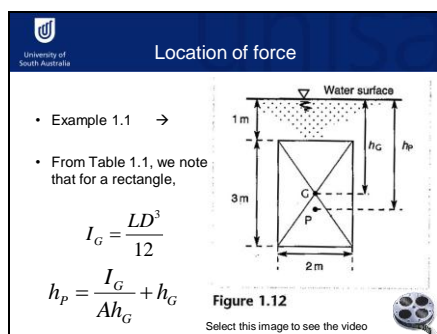 University of
South Australia
Location of force
• Example 1.1 →
• From Table 1.1, we note
that for a rectangle,
I_G = LD³/12
h_P = I_G/(Ah_G) + h_G
Water surface
1 m
h_G
h_P
3 m
G
P
2 m
Figure 1.12
Select this image to see the video